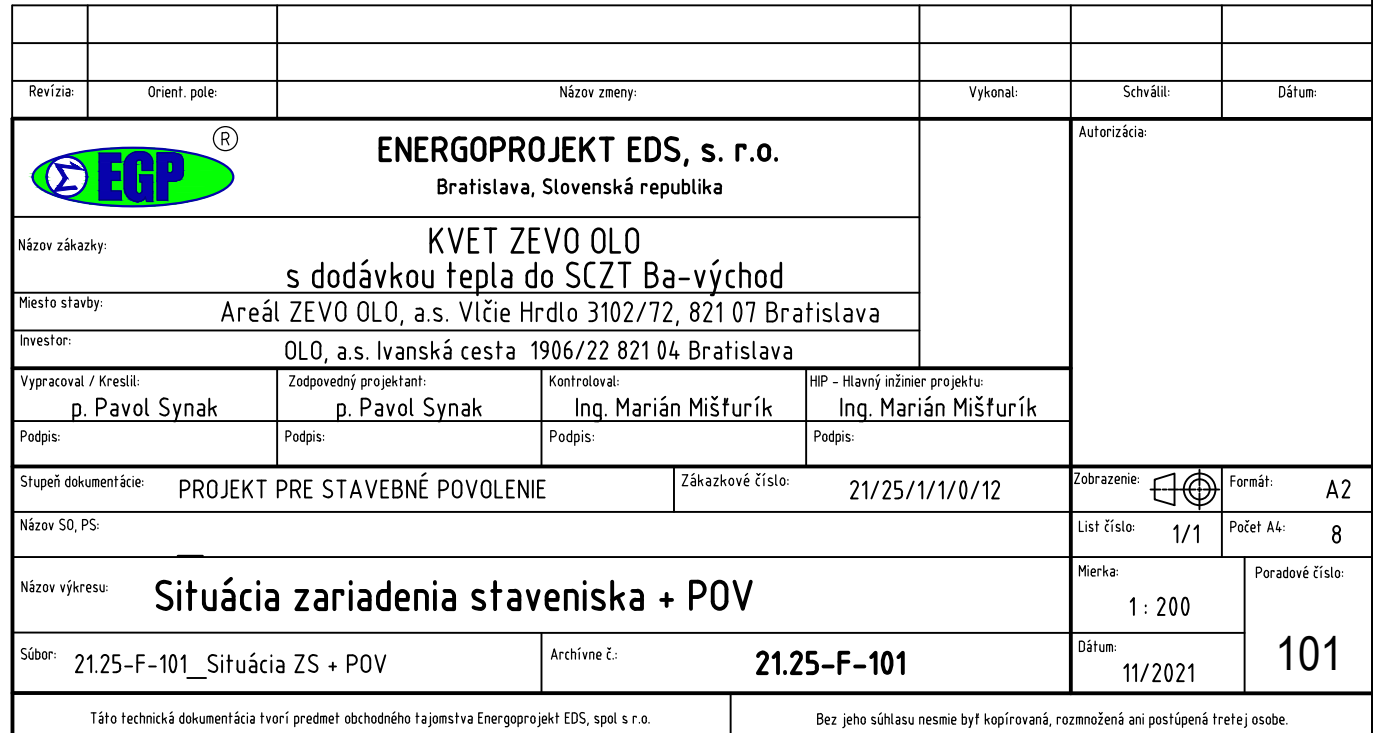 Revízia: Orient. pole: Názov zmeny: Vykonal: Schválil: Dátum:
EGP ®
ENERGOPROJEKT EDS, s. r.o.
Bratislava, Slovenská republika
Autorizácia:
Názov zákazky: KVET ZEVO OLO
s dodávkou tepla do SCZT Ba-východ
Miesto stavby: Areál ZEVO OLO, a.s. Vlčie Hrdlo 3102/72, 821 07 Bratislava
Investor: OLO, a.s. Ivanská cesta 1906/22 821 04 Bratislava
Vypracoval / Kreslil: Zodpovedný projektant: Kontroloval: HIP - Hlavný inžinier projektu:
p. Pavol Synak p. Pavol Synak Ing. Marián Mišťurík Ing. Marián Mišťurík
Podpis: Podpis: Podpis: Podpis:
Stupeň dokumentácie: PROJEKT PRE STAVEBNÉ POVOLENIE Zákazkové číslo: 21/25/1/1/0/12 Zobrazenie: Formát: A2
Názov SO, PS: List číslo: 1/1 Počet A4: 8
Názov výkresu: Situácia zariadenia staveniska + POV Mierka: 1 : 200 Poradové číslo: 101
Súbor: 21.25-F-101__Situácia ZS + POV Archívne č.: 21.25-F-101 Dátum: 11/2021
Táto technická dokumentácia tvorí predmet obchodného tajomstva Energoprojekt EDS, spol s r.o. Bez jeho súhlasu nesmie byť kopírovaná, rozmnožená ani postúpená tretej osobe.